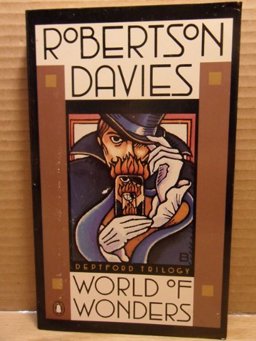 ROBERTSON
DAVIES
DEPTFORD TRILOGY
WORLD OF
WONDERS